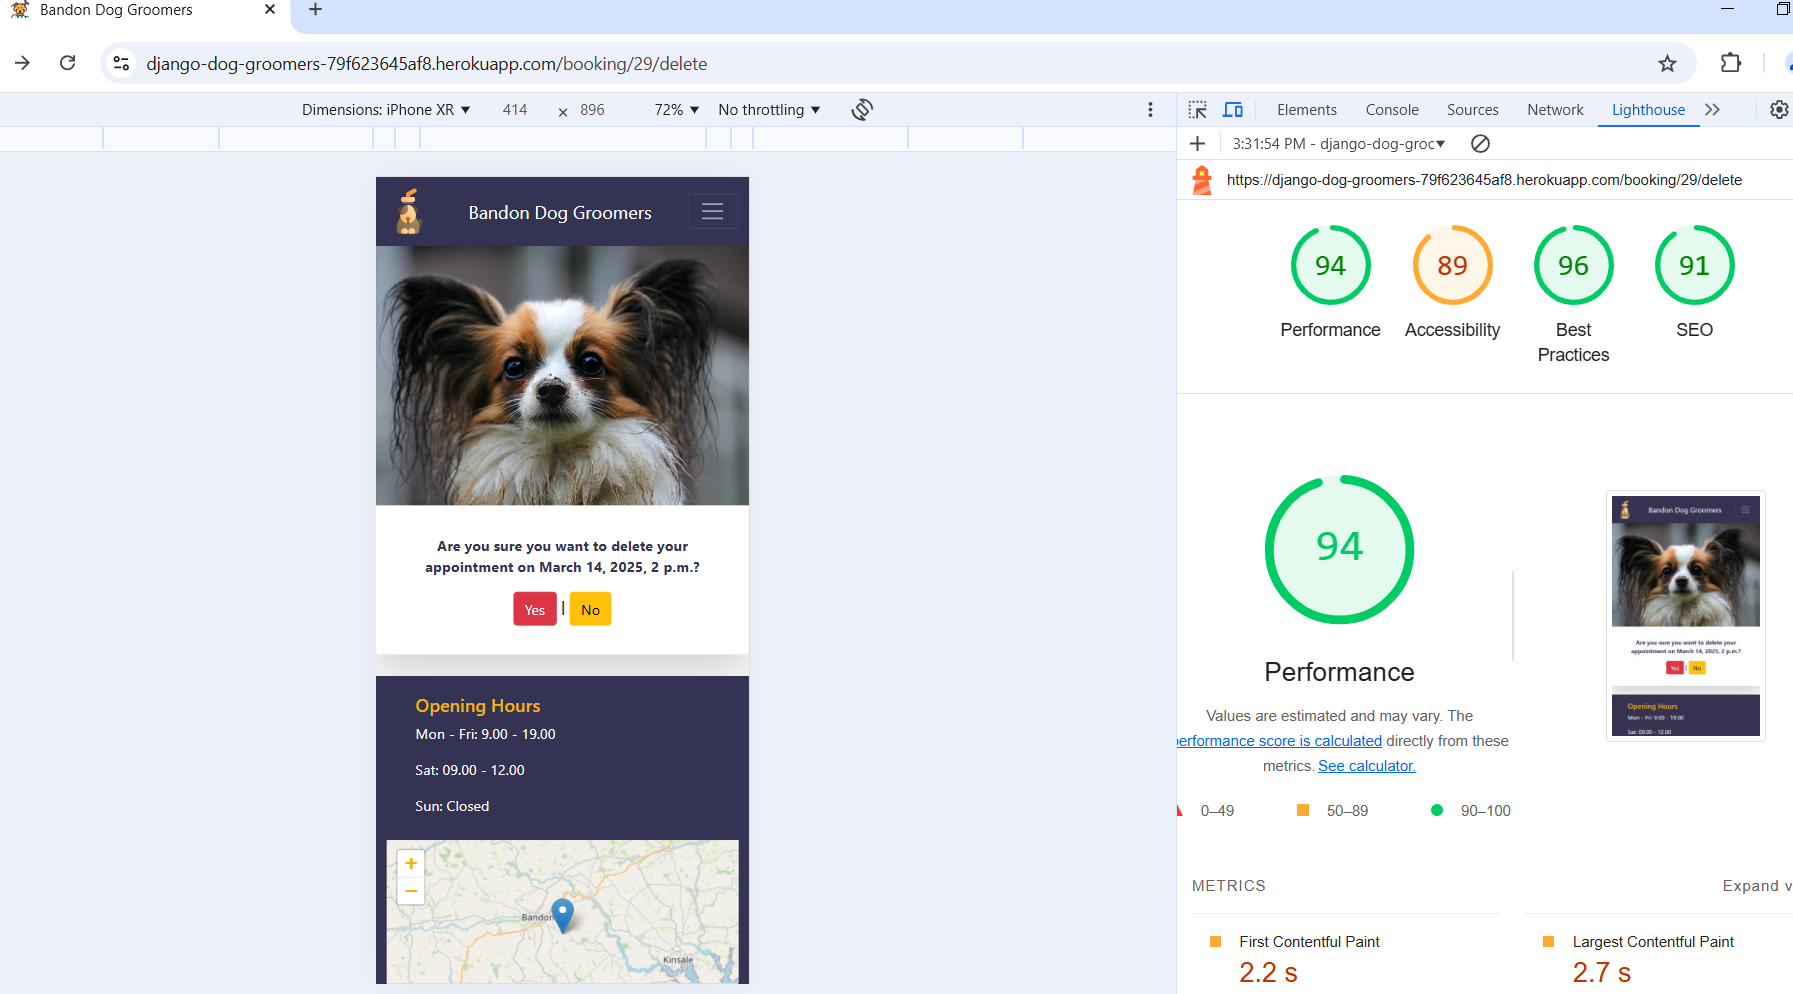 Bandon Dog Groomers
django-dog-groomers-79f623645af8.herokuapp.com/booking/29/delete
Dimensions: iPhone XR ▼ 414 × 896 72% ▼ No throttling ▼
Elements Console Sources Network Lighthouse
3:31:54 PM - django-dog-groc▼
https://django-dog-groomers-79f623645af8.herokuapp.com/booking/29/delete
Bandon Dog Groomers
Are you sure you want to delete your
appointment on March 14, 2025, 2 p.m.?
Yes | No
Opening Hours
Mon - Fri: 9.00 - 19.00
Sat: 09.00 - 12.00
Sun: Closed
+
−
Bandon
Kinsale
94 89 96 91
Performance Accessibility Best Practices SEO
94
Performance
Values are estimated and may vary. The
performance score is calculated directly from these
metrics. See calculator.
0–49 50–89 90–100
Bandon Dog Groomers
Are you sure you want to delete your
appointment on March 14, 2025, 2 p.m.?
Yes | No
Opening Hours
Mon - Fri: 9.00 - 19.00
Sat: 09.00 - 12.00
METRICS
Expand v
First Contentful Paint
2.2 s
Largest Contentful Paint
2.7 s